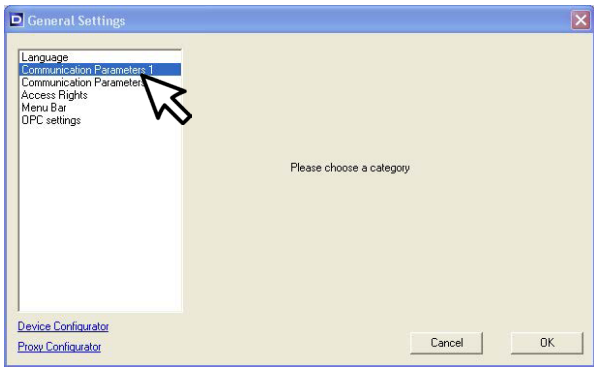 General Settings
Language
Communication Parameters 1
Communication Parameters
Access Rights
Menu Bar
OPC settings
Please choose a category
Device Configurator
Proxy Configurator
Cancel
OK